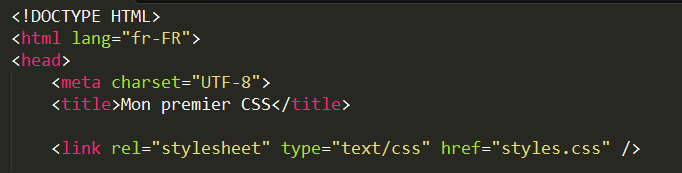 <!DOCTYPE HTML>
<html lang="fr-FR">
<head>
<meta charset="UTF-8">
<title>Mon premier CSS</title>
<link rel="stylesheet" type="text/css" href="styles.css" />